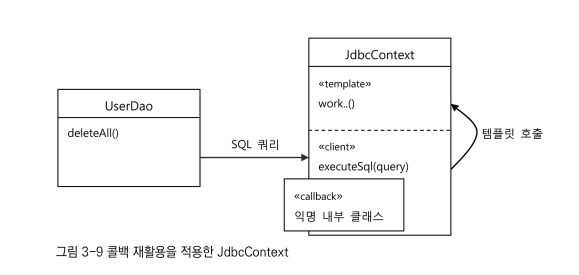 JdbcContext
«template»
work..()
UserDao
deleteAll()
SQL 쿼리
템플릿 호출
«client»
executeSql(query)
«callback»
익명 내부 클래스
그림 3-9 콜백 재활용을 적용한 JdbcContext